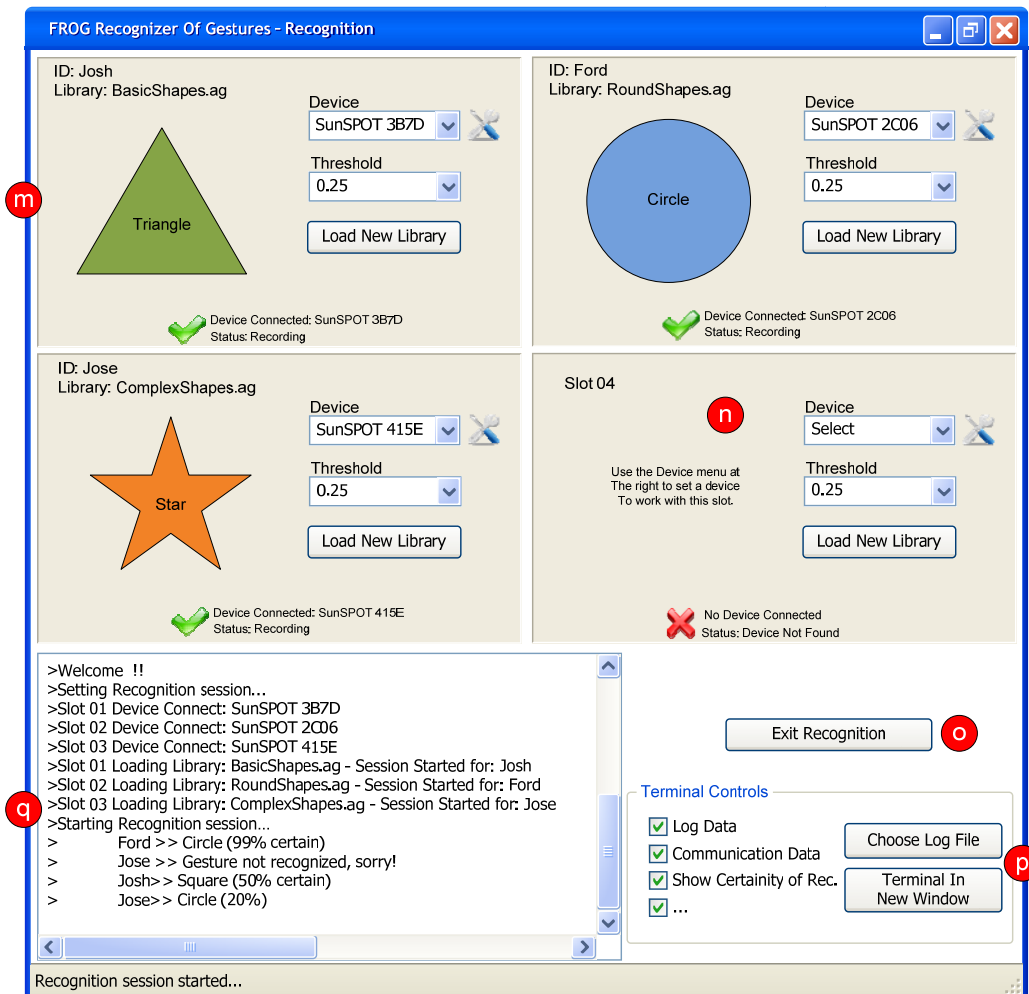 FROG Recognizer Of Gestures - Recognition
ID: Josh
Library: BasicShapes.ag
Device
SunSPOT 3B7D
Threshold
0.25
Triangle
Load New Library
Device Connected: SunSPOT 3B7D
Status: Recording
m
ID: Ford
Library: RoundShapes.ag
Device
SunSPOT 2C06
Threshold
0.25
Circle
Load New Library
Device Connected: SunSPOT 2C06
Status: Recording
ID: Jose
Library: ComplexShapes.ag
Device
SunSPOT 415E
Threshold
0.25
Star
Load New Library
Device Connected: SunSPOT 415E
Status: Recording
Slot 04
n
Device
Select
Use the Device menu at
The right to set a device
To work with this slot.
Threshold
0.25
Load New Library
No Device Connected
Status: Device Not Found
>Welcome !!
>Setting Recognition session...
>Slot 01 Device Connect: SunSPOT 3B7D
>Slot 02 Device Connect: SunSPOT 2C06
>Slot 03 Device Connect: SunSPOT 415E
>Slot 01 Loading Library: BasicShapes.ag - Session Started for: Josh
>Slot 02 Loading Library: RoundShapes.ag - Session Started for: Ford
>Slot 03 Loading Library: ComplexShapes.ag - Session Started for: Jose
>Starting Recognition session...
> Ford >> Circle (99% certain)
> Jose >> Gesture not recognized, sorry!
> Josh>> Square (50% certain)
> Jose>> Circle (20%)
q
Exit Recognition
o
Terminal Controls
Log Data
Communication Data
Show Certainity of Rec.
...
Choose Log File
Terminal In
New Window
p
Recognition session started...